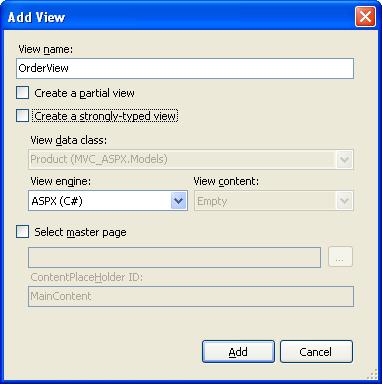 Add View
View name:
OrderView
Create a partial view
Create a strongly-typed view
View data class:
Product (MVC_ASPX.Models)
View engine: View content:
ASPX (C#) Empty
Select master page
...
ContentPlaceHolder ID:
MainContent
Add Cancel